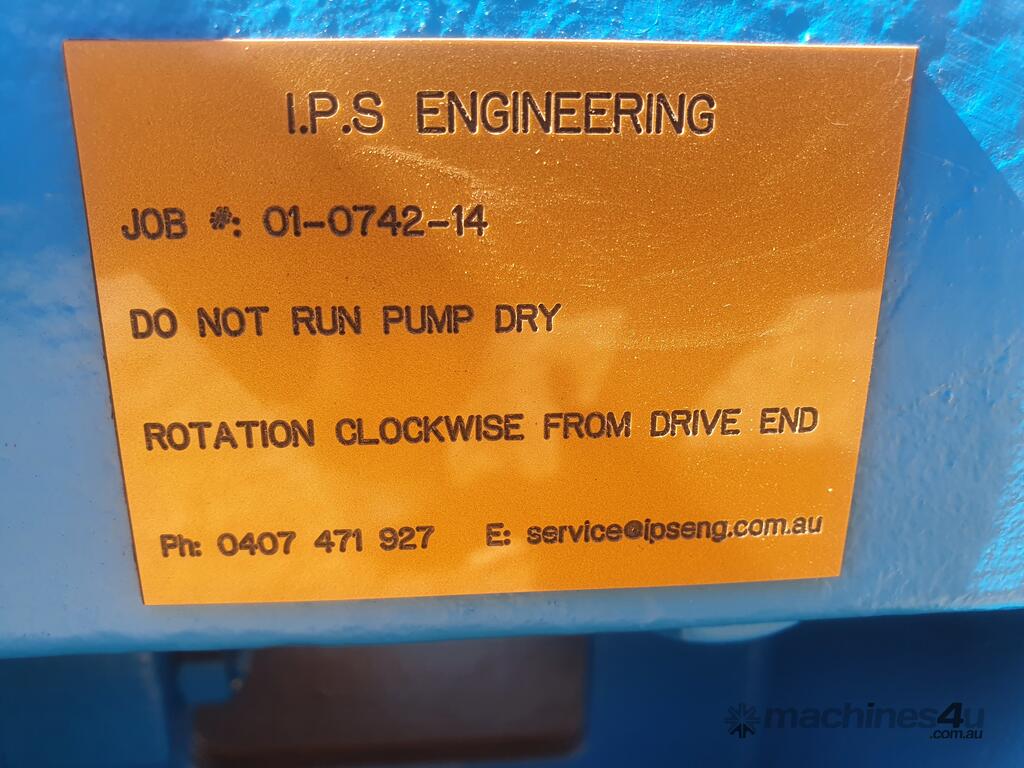 I.P.S ENGINEERING
JOB #: 01-0742-14
DO NOT RUN PUMP DRY
ROTATION CLOCKWISE FROM DRIVE END
Ph: 0407 471 927 E: service@ipseng.com.au
machines4u
.com.au